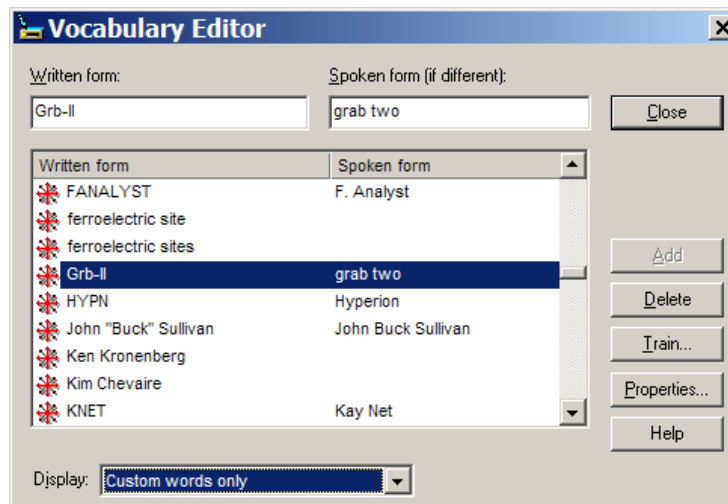 Vocabulary Editor
Written form: Spoken form (if different):
Grb-II grab two Close
Written form Spoken form
FANALYST F. Analyst
ferroelectric site
ferroelectric sites
Add
Grb-II grab two
HYPN Hyperion Delete
John "Buck" Sullivan John Buck Sullivan
Train...
Ken Kronenberg
Kim Chevaire Properties...
KNET Kay Net
Help
Display: Custom words only